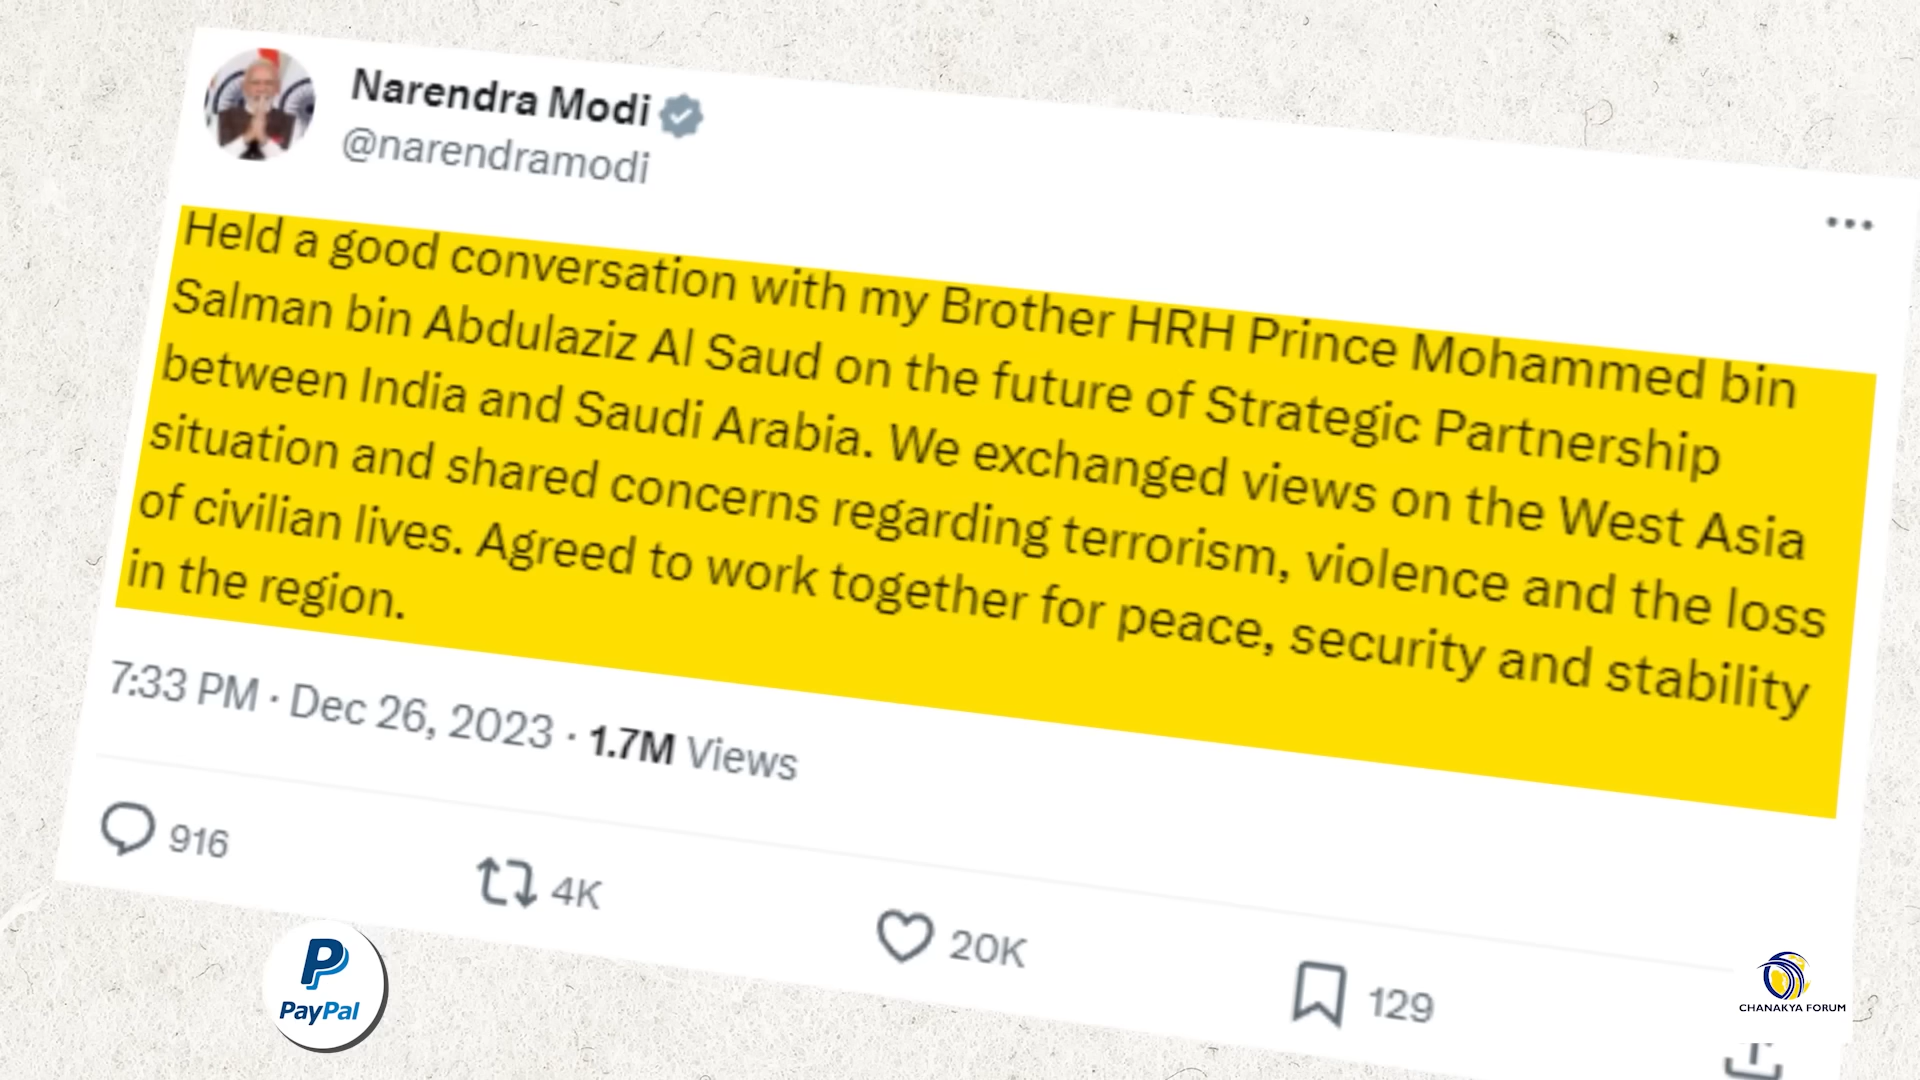 Narendra Modi
@narendramodi
Held a good conversation with my Brother HRH Prince Mohammed bin
Salman bin Abdulaziz Al Saud on the future of Strategic Partnership
between India and Saudi Arabia. We exchanged views on the West Asia
situation and shared concerns regarding terrorism, violence and the loss
of civilian lives. Agreed to work together for peace, security and stability
in the region.
7:33 PM · Dec 26, 2023 · 1.7M Views
916
4K
20K
129
PayPal
CHANAKYA FORUM